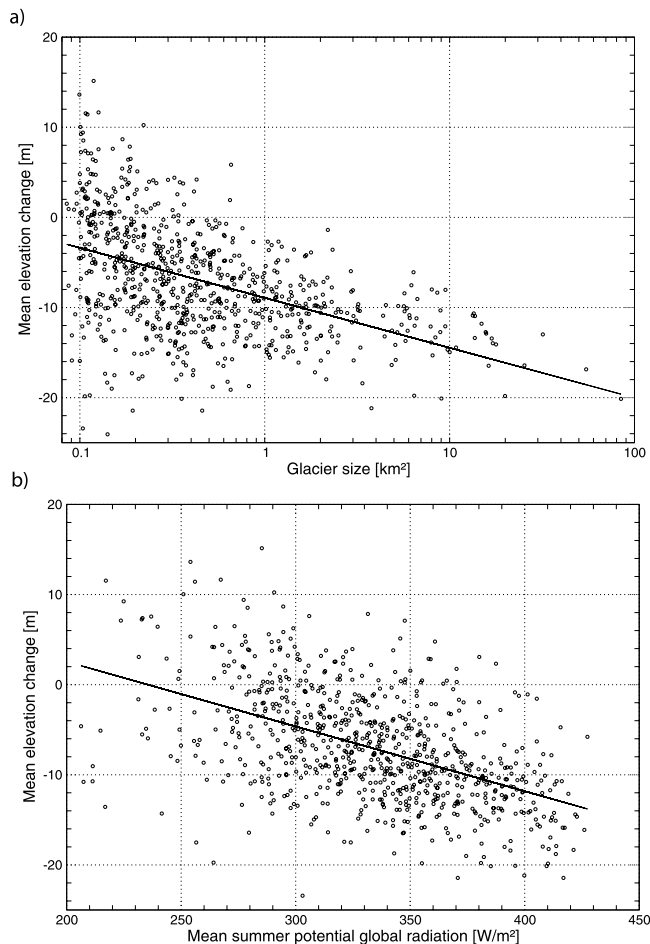 a)
20
10
0
-10
-20
Mean elevation change [m]
0.1 1 10 100
Glacier size [km²]
b)
20
10
0
-10
-20
Mean elevation change [m]
200 250 300 350 400 450
Mean summer potential global radiation [W/m²]